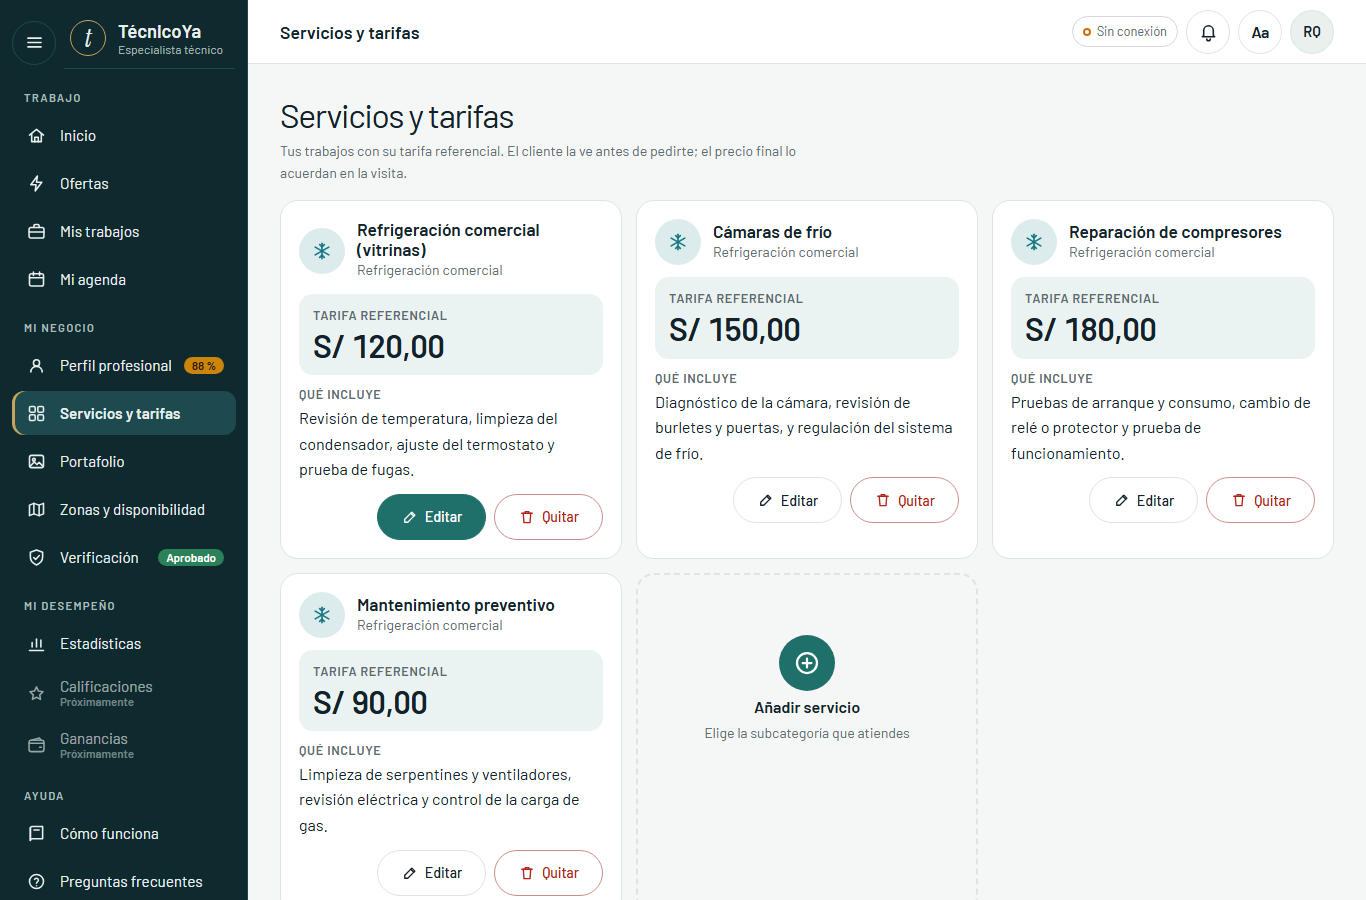 t
TécnicoYa
Especialista técnico
TRABAJO
Inicio
Ofertas
Mis trabajos
Mi agenda
MI NEGOCIO
Perfil profesional 88 %
Servicios y tarifas
Portafolio
Zonas y disponibilidad
Verificación Aprobado
MI DESEMPEÑO
Estadísticas
Calificaciones
Próximamente
Ganancias
Próximamente
AYUDA
Cómo funciona
Preguntas frecuentes
Servicios y tarifas
Sin conexión
Aa
RQ
Servicios y tarifas
Tus trabajos con su tarifa referencial. El cliente la ve antes de pedirte; el precio final lo
acuerdan en la visita.
Refrigeración comercial
(vitrinas)
Refrigeración comercial
TARIFA REFERENCIAL
S/ 120,00
QUÉ INCLUYE
Revisión de temperatura, limpieza del
condensador, ajuste del termostato y
prueba de fugas.
Editar Quitar
Cámaras de frío
Refrigeración comercial
TARIFA REFERENCIAL
S/ 150,00
QUÉ INCLUYE
Diagnóstico de la cámara, revisión de
burletes y puertas, y regulación del sistema
de frío.
Editar Quitar
Reparación de compresores
Refrigeración comercial
TARIFA REFERENCIAL
S/ 180,00
QUÉ INCLUYE
Pruebas de arranque y consumo, cambio de
relé o protector y prueba de
funcionamiento.
Editar Quitar
Mantenimiento preventivo
Refrigeración comercial
TARIFA REFERENCIAL
S/ 90,00
QUÉ INCLUYE
Limpieza de serpentines y ventiladores,
revisión eléctrica y control de la carga de
gas.
Editar Quitar
Añadir servicio
Elige la subcategoría que atiendes